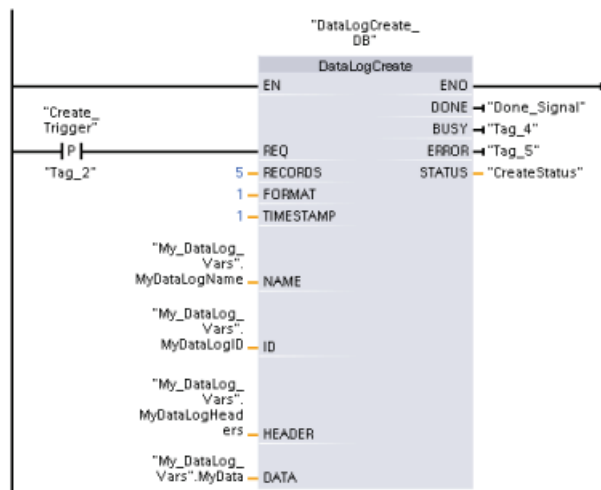 "DataLogCreate_
DB"
DataLogCreate
EN
ENO
DONE
"Done_Signal"
BUSY
"Tag_4"
"Create_
Trigger"
P
REQ
ERROR
"Tag_5"
"Tag_2"
5
RECORDS
STATUS
"CreateStatus"
1
FORMAT
1
TIMESTAMP
"My_DataLog_
Vars".
MyDataLogName
NAME
"My_DataLog_
Vars".
MyDataLogID
ID
"My_DataLog_
Vars".
MyDataLogHead
ers
HEADER
"My_DataLog_
Vars".MyData
DATA